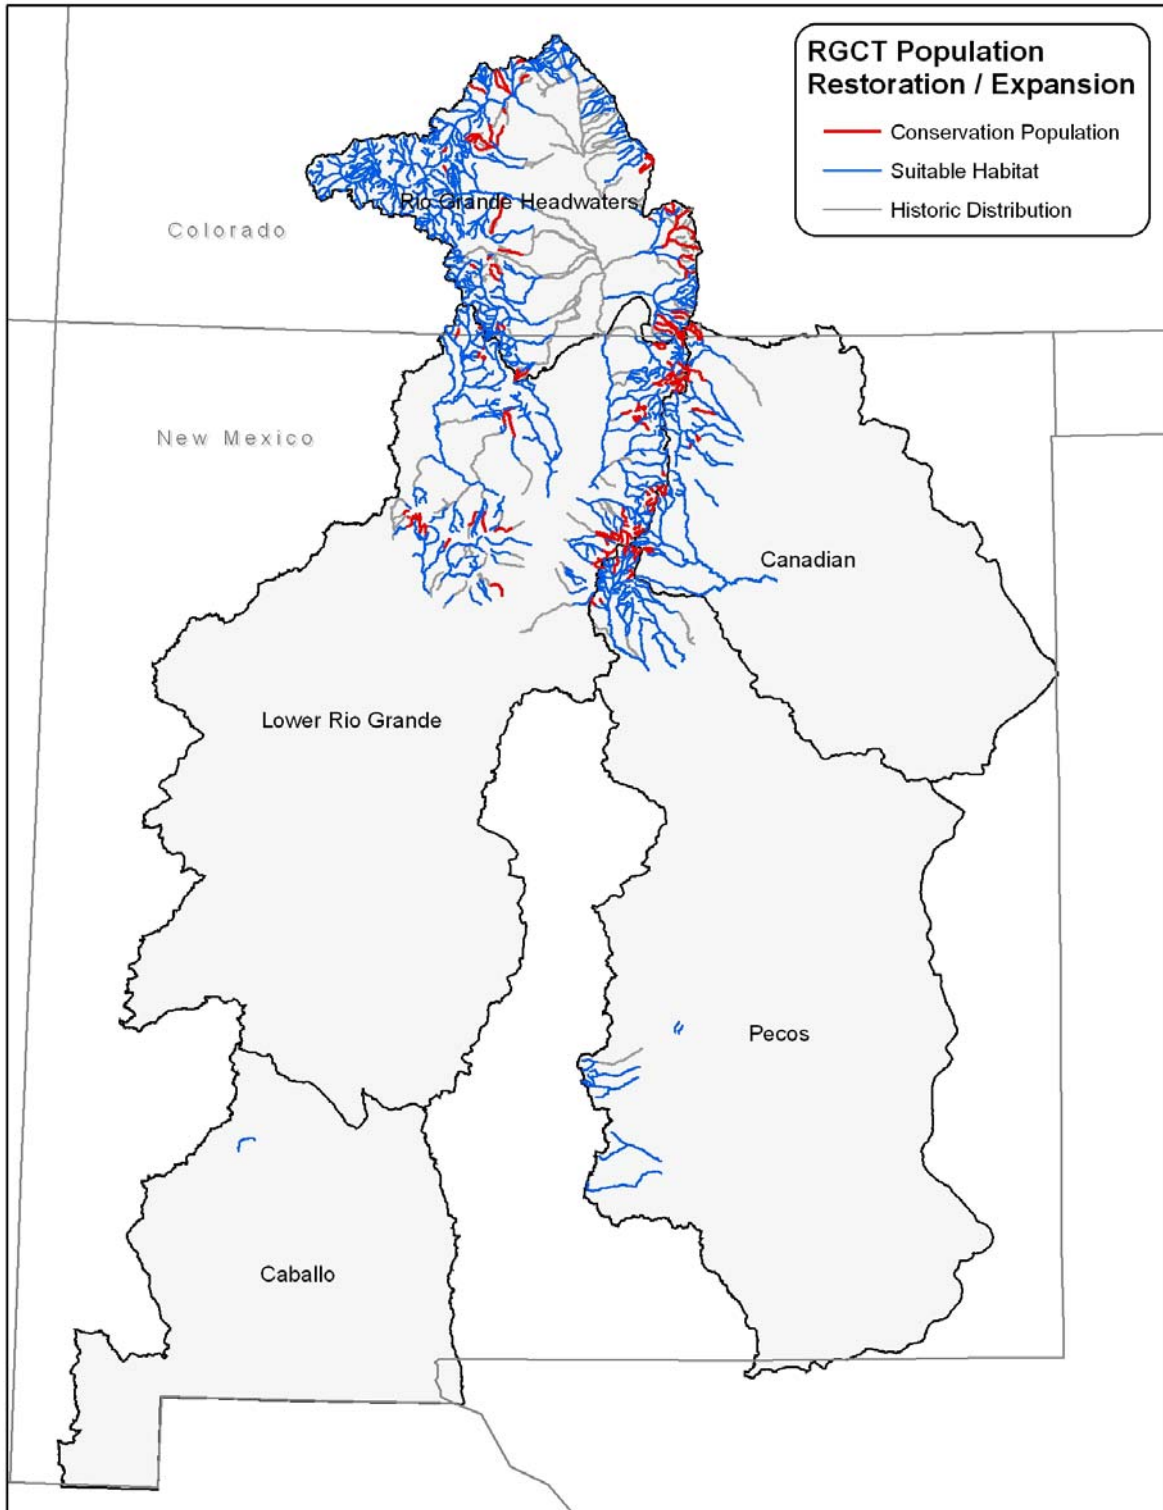 RGCT Population
Restoration / Expansion
Conservation Population
Suitable Habitat
Historic Distribution
Rio Grande Headwaters
Colorado
New Mexico
Canadian
Lower Rio Grande
Pecos
Caballo